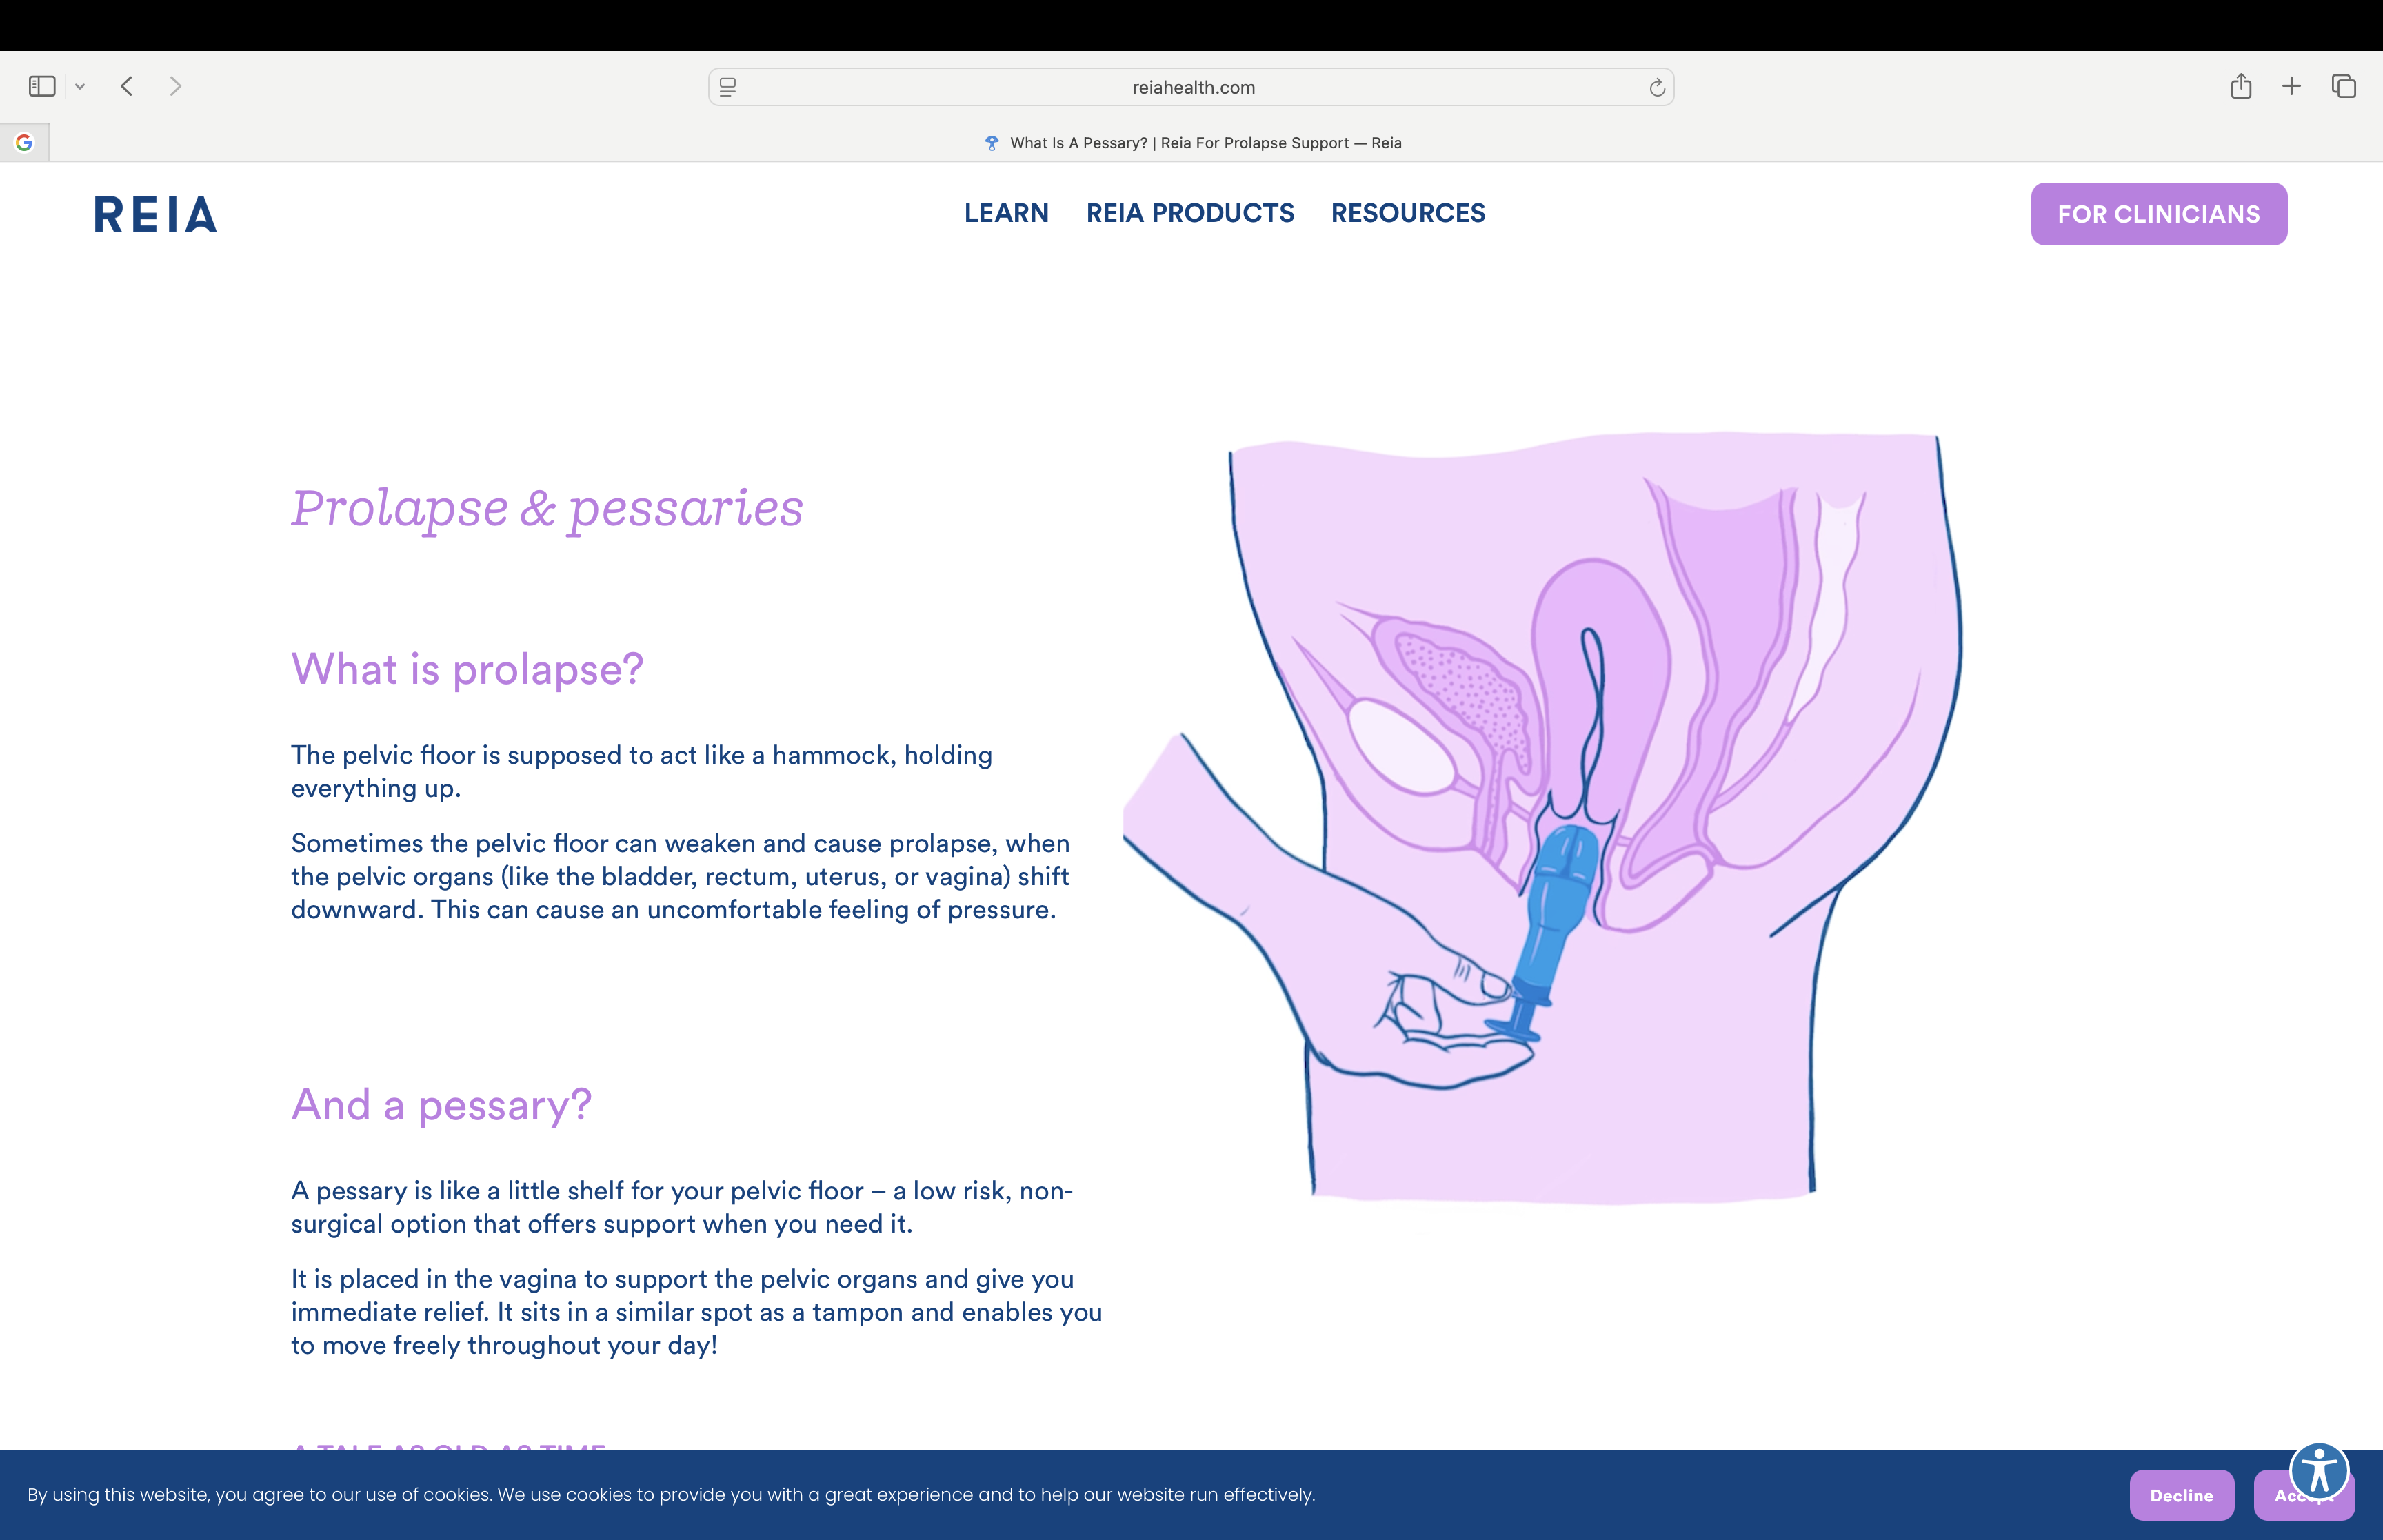 reiahealth.com
What Is A Pessary? | Reia For Prolapse Support — Reia
REIA
LEARN
REIA PRODUCTS
RESOURCES
FOR CLINICIANS
Prolapse & pessaries
What is prolapse?
The pelvic floor is supposed to act like a hammock, holding
everything up.
Sometimes the pelvic floor can weaken and cause prolapse, when
the pelvic organs (like the bladder, rectum, uterus, or vagina) shift
downward. This can cause an uncomfortable feeling of pressure.
And a pessary?
A pessary is like a little shelf for your pelvic floor – a low risk, non-
surgical option that offers support when you need it.
It is placed in the vagina to support the pelvic organs and give you
immediate relief. It sits in a similar spot as a tampon and enables you
to move freely throughout your day!
A TALE AS OLD AS TIME
By using this website, you agree to our use of cookies. We use cookies to provide you with a great experience and to help our website run effectively.
Decline
Accept